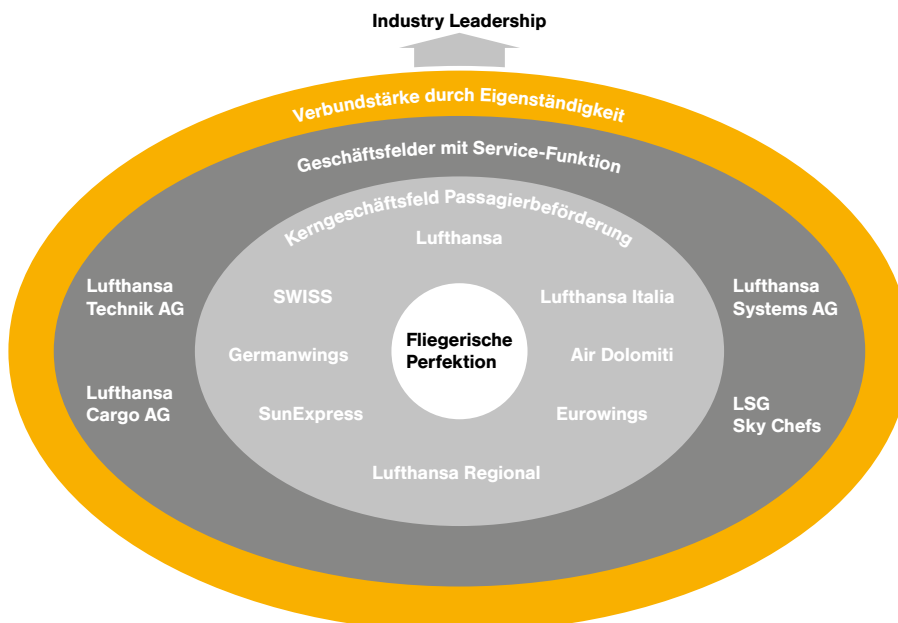 Industry Leadership
Verbundstärke durch Eigenständigkeit
Geschäftsfelder mit Service-Funktion
Kerngeschäftsfeld Passagierbeförderung
Lufthansa
Lufthansa
Technik AG
SWISS
Lufthansa Italia
Lufthansa
Systems AG
Fliegerische
Perfektion
Germanwings
Air Dolomiti
Lufthansa
Cargo AG
SunExpress
Eurowings
LSG
Sky Chefs
Lufthansa Regional